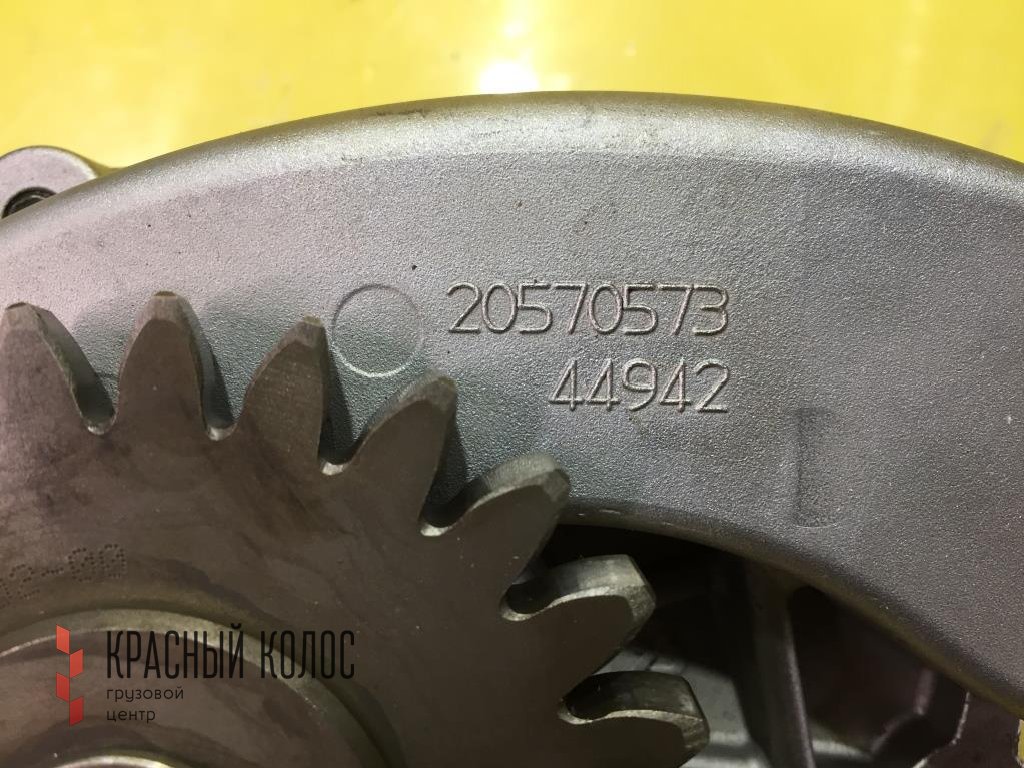 20570573
44942
КРАСНЫЙ КОЛОС
грузовой
центр